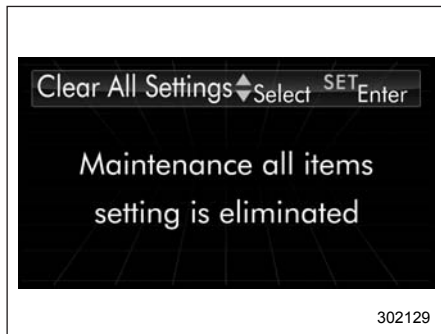 Clear All Settings Select SET Enter
Maintenance all items
setting is eliminated
302129